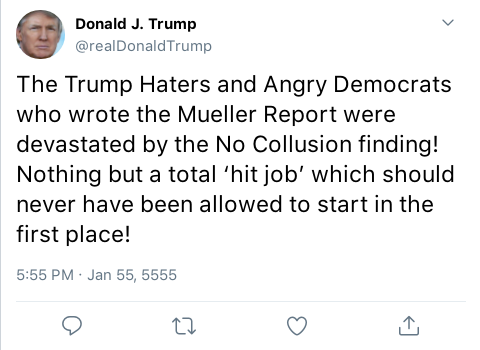 Donald J. Trump
@realDonaldTrump
The Trump Haters and Angry Democrats
who wrote the Mueller Report were
devastated by the No Collusion finding!
Nothing but a total ‘hit job’ which should
never have been allowed to start in the
first place!
5:55 PM · Jan 55, 5555